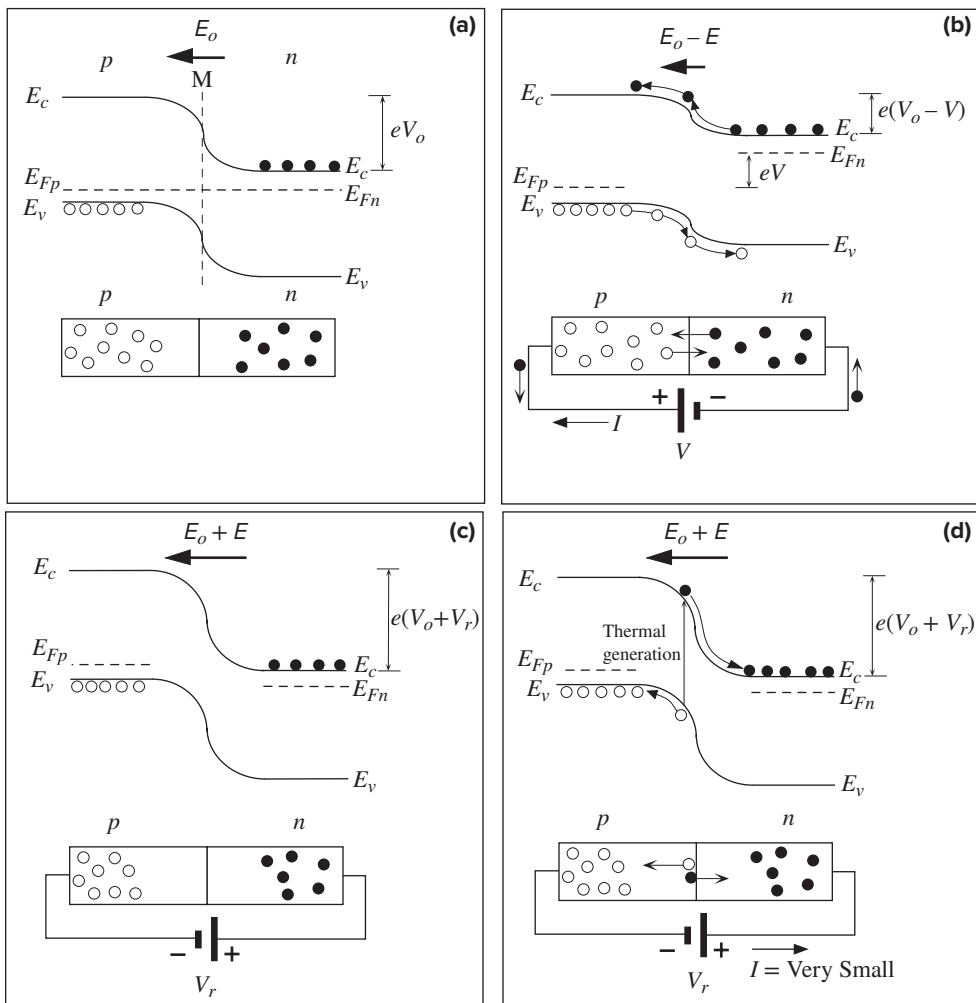 (a)
E_o
p
n
M
E_c
eV_o
E_c
E_Fp
E_Fn
E_v
E_v
p
n
(b)
E_o – E
E_c
e(V_o – V)
E_c
E_Fn
eV
E_Fp
E_v
E_v
p
n
+
–
I
V
(c)
E_o + E
E_c
e(V_o+V_r)
E_Fp
E_c
E_v
E_Fn
E_v
p
n
–
+
V_r
(d)
E_o + E
E_c
e(V_o + V_r)
Thermal
generation
E_Fp
E_c
E_v
E_Fn
E_v
p
n
–
+
V_r
I = Very Small